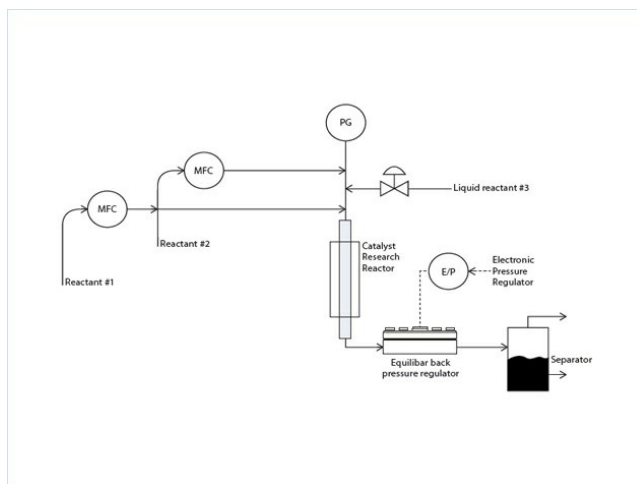 PG
MFC
MFC
Liquid reactant #3
Reactant #2
Reactant #1
Catalyst
Research
Reactor
E/P
Electronic
Pressure
Regulator
Equilibar back
pressure regulator
Separator